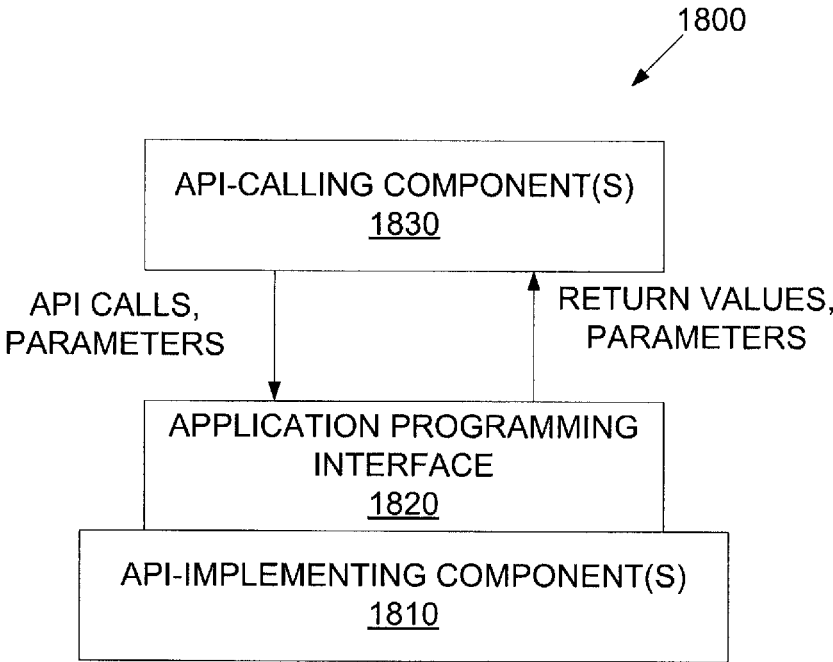 1800
API-CALLING COMPONENT(S)
1830
API CALLS,
PARAMETERS
RETURN VALUES,
PARAMETERS
APPLICATION PROGRAMMING
INTERFACE
1820
API-IMPLEMENTING COMPONENT(S)
1810